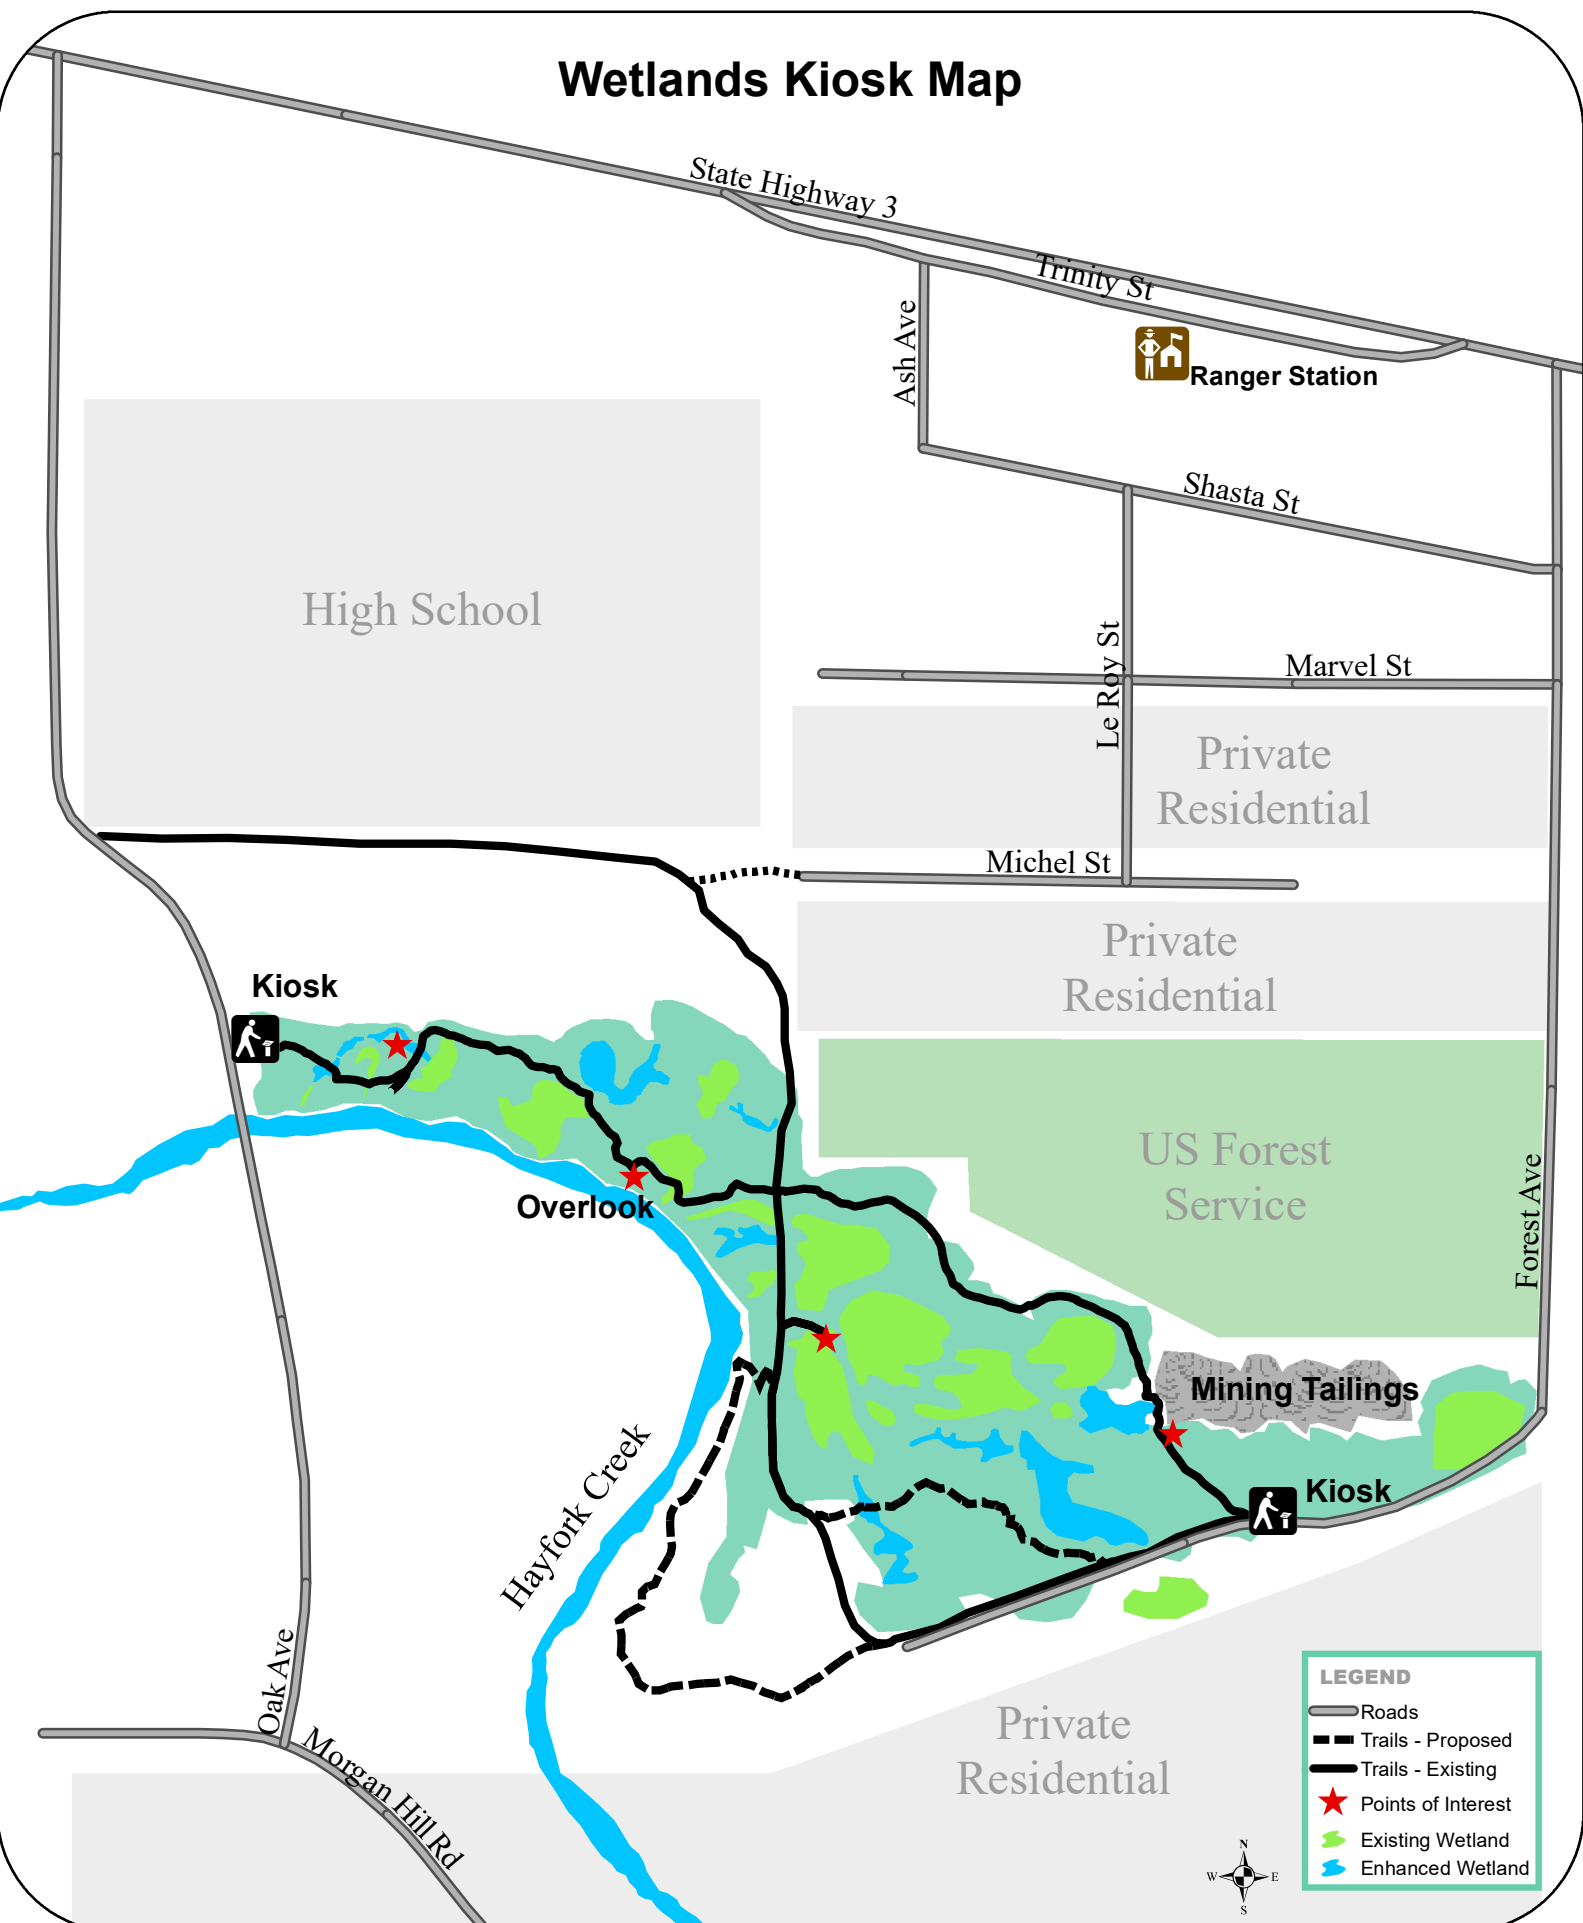 Wetlands Kiosk Map
State Highway 3
Trinity St
Ash Ave
Ranger Station
Shasta St
High School
Le Roy St
Marvel St
Private
Residential
Michel St
Private
Residential
Kiosk
US Forest
Service
Forest Ave
Overlook
Mining Tailings
Hayfork Creek
Kiosk
Oak Ave
Morgan Hill Rd
Private
Residential
LEGEND
Roads
Trails - Proposed
Trails - Existing
Points of Interest
Existing Wetland
Enhanced Wetland
N
W E
S